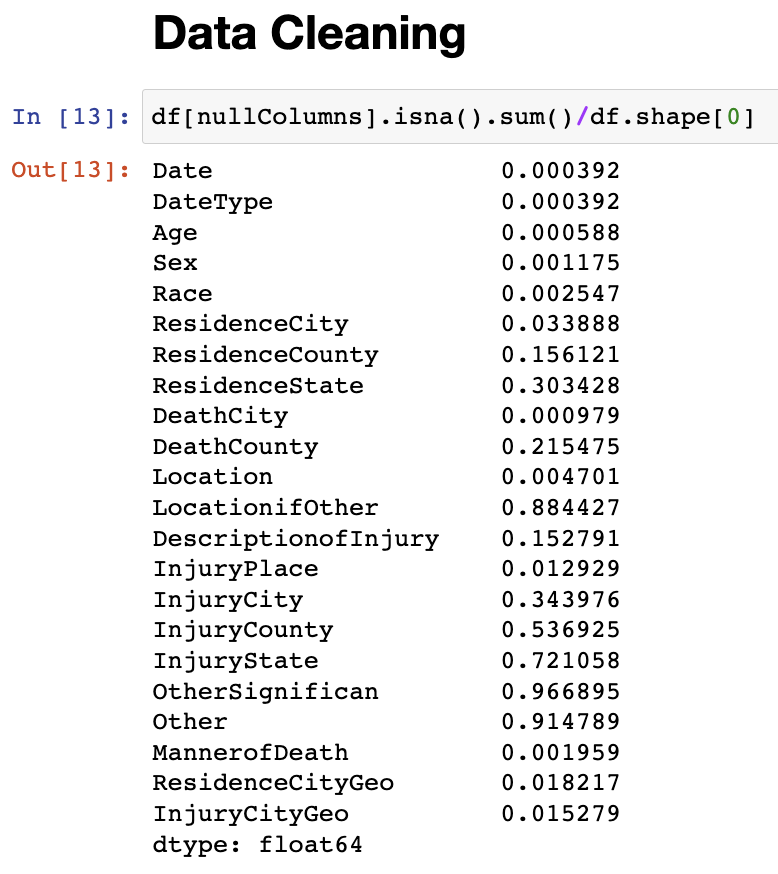 Data Cleaning
In [13]: df[nullColumns].isna().sum()/df.shape[0]
Out[13]: Date 0.000392
DateType 0.000392
Age 0.000588
Sex 0.001175
Race 0.002547
ResidenceCity 0.033888
ResidenceCounty 0.156121
ResidenceState 0.303428
DeathCity 0.000979
DeathCounty 0.215475
Location 0.004701
LocationifOther 0.884427
DescriptionofInjury 0.152791
InjuryPlace 0.012929
InjuryCity 0.343976
InjuryCounty 0.536925
InjuryState 0.721058
OtherSignifican 0.966895
Other 0.914789
MannerofDeath 0.001959
ResidenceCityGeo 0.018217
InjuryCityGeo 0.015279
dtype: float64